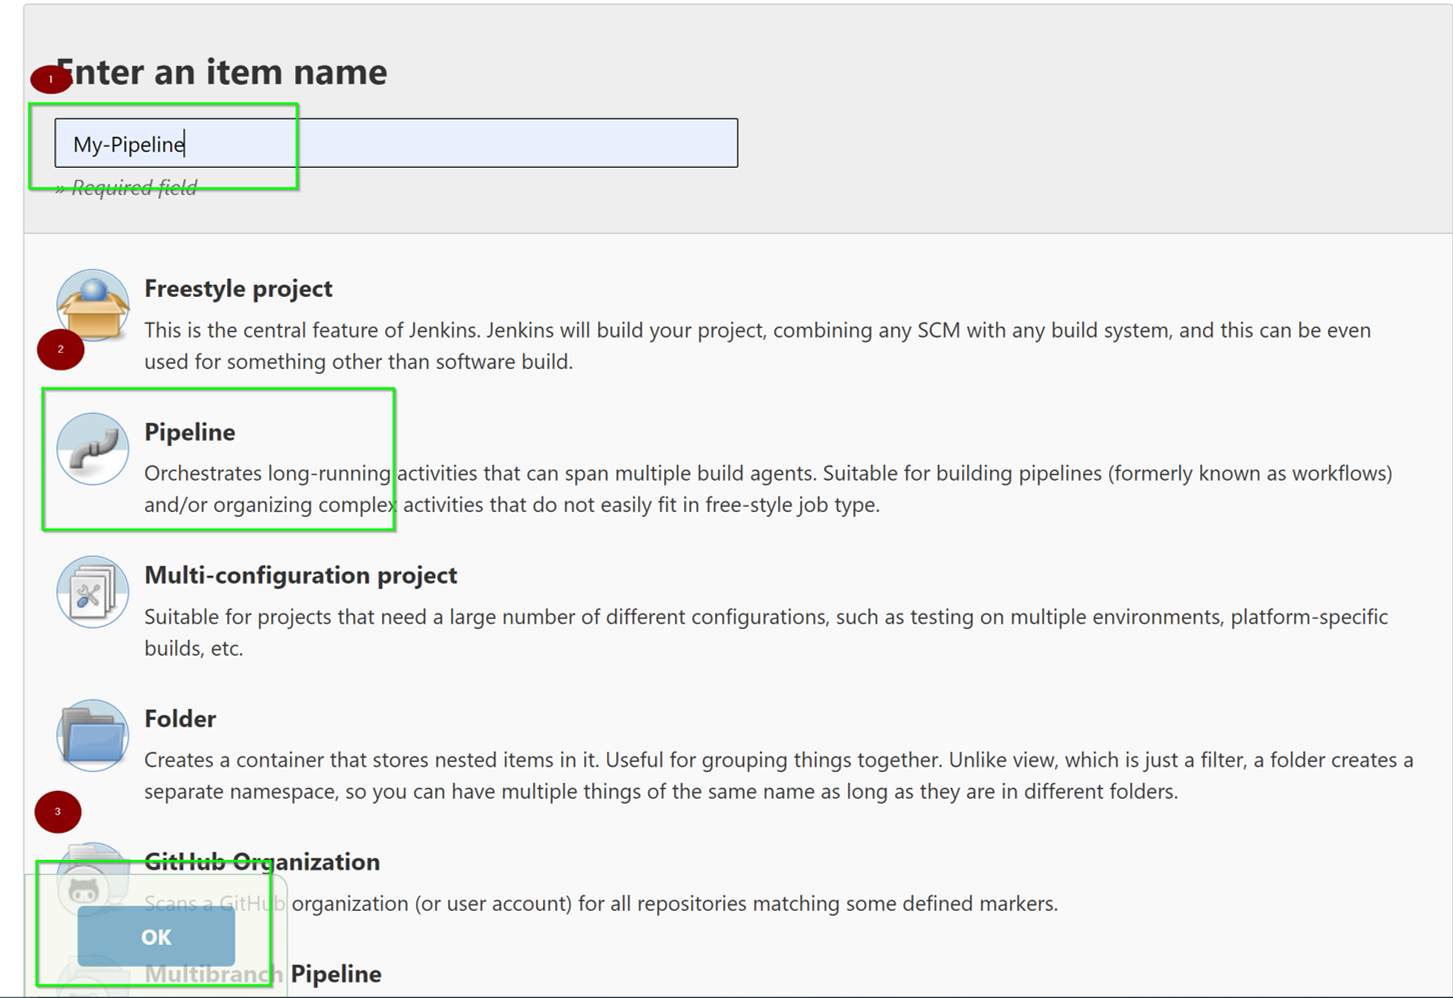 1
Enter an item name
My-Pipeline
» Required field
Freestyle project
This is the central feature of Jenkins. Jenkins will build your project, combining any SCM with any build system, and this can be even
used for something other than software build.
2
Pipeline
Orchestrates long-running activities that can span multiple build agents. Suitable for building pipelines (formerly known as workflows)
and/or organizing complex activities that do not easily fit in free-style job type.
Multi-configuration project
Suitable for projects that need a large number of different configurations, such as testing on multiple environments, platform-specific
builds, etc.
Folder
Creates a container that stores nested items in it. Useful for grouping things together. Unlike view, which is just a filter, a folder creates a
separate namespace, so you can have multiple things of the same name as long as they are in different folders.
3
GitHub Organization
Scans a GitHub organization (or user account) for all repositories matching some defined markers.
OK
Multibranch Pipeline